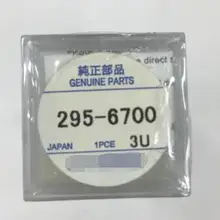 純正部品
GENUINE PARTS
295-6700
JAPAN 1PCE 3U